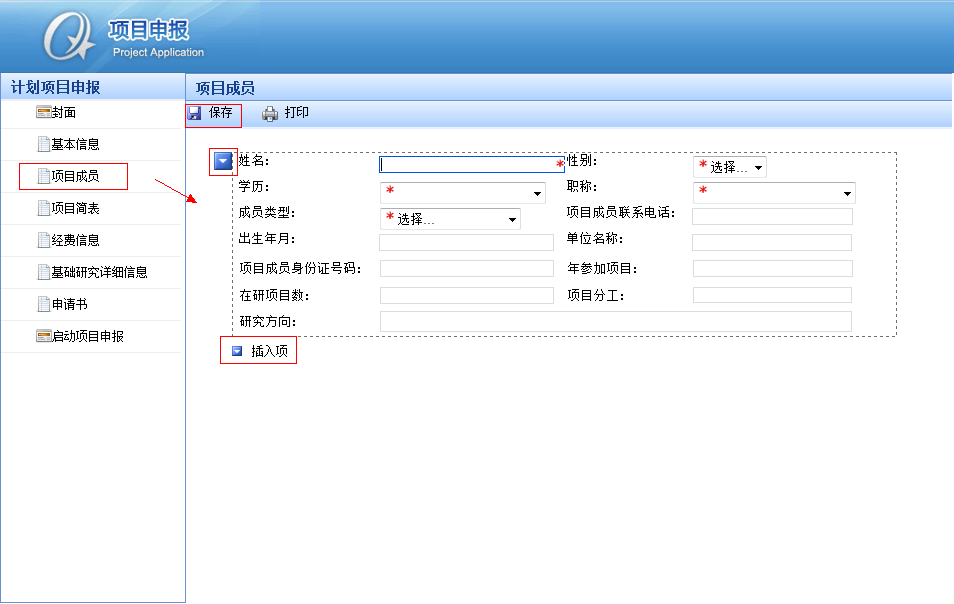 项目申报
Project Application
计划项目申报
封面
基本信息
项目成员
项目简表
经费信息
基础研究详细信息
申请书
启动项目申报
项目成员
保存 打印
姓名: * 性别: * 选择...
学历: * 职称: *
成员类型: * 选择... 项目成员联系电话:
出生年月: 单位名称:
项目成员身份证号码: 年参加项目:
在研项目数: 项目分工:
研究方向:
插入项